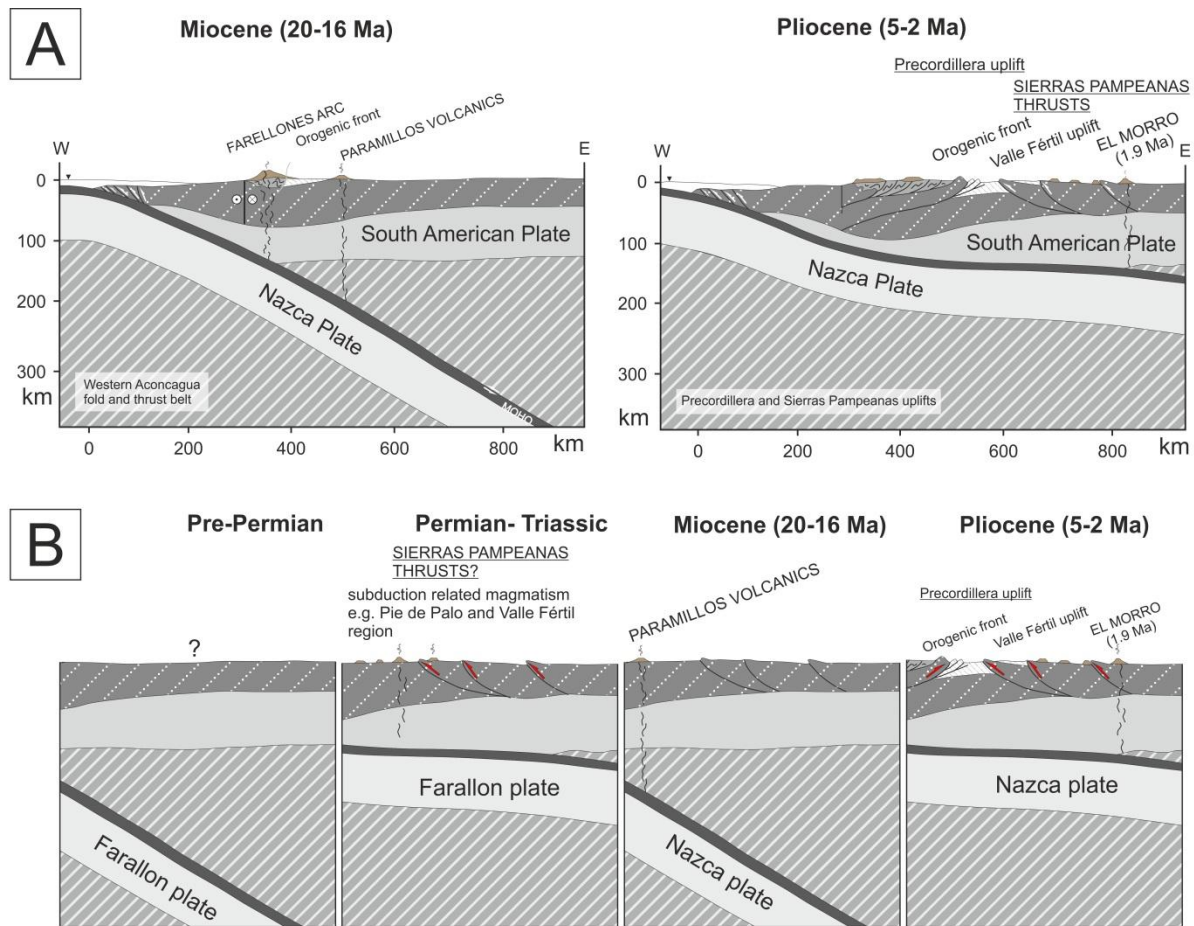 A
Miocene (20-16 Ma)
FARELLONES ARC
Orogenic front
PARAMILLOS VOLCANICS
W
E
0
100
200
300
km
South American Plate
Nazca Plate
MOHO
Western Aconcagua
fold and thrust belt
0
200
400
600
800
km
Pliocene (5-2 Ma)
Precordillera uplift
SIERRAS PAMPEANAS
THRUSTS
Orogenic front
Valle Fértil uplift
EL MORRO
(1.9 Ma)
W
E
0
100
200
300
km
South American Plate
Nazca Plate
Precordillera and Sierras Pampeanas uplifts
0
200
400
600
800
km
B
Pre-Permian
?
Farallon plate
Permian- Triassic
SIERRAS PAMPEANAS
THRUSTS?
subduction related magmatism
e.g. Pie de Palo and Valle Fértil
region
Farallon plate
Miocene (20-16 Ma)
PARAMILLOS VOLCANICS
Nazca plate
Pliocene (5-2 Ma)
Precordillera uplift
Orogenic front
Valle Fértil uplift
EL MORRO
(1.9 Ma)
Nazca plate